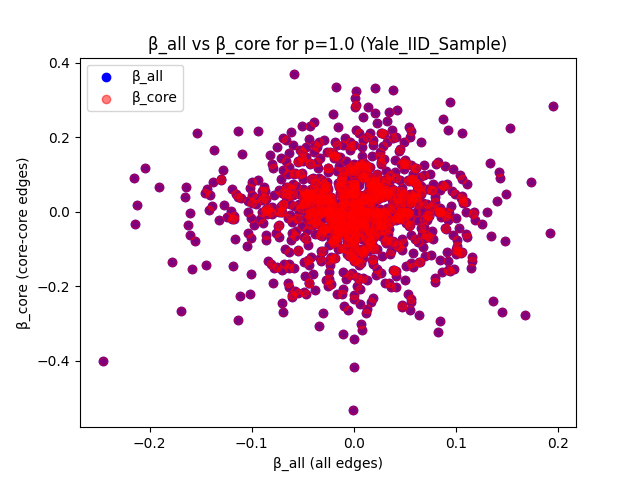 β_all vs β_core for p=1.0 (Yale_IID_Sample)
β_all
β_core
0.4
0.2
0.0
−0.2
−0.4
β_core (core-core edges)
−0.2
−0.1
0.0
0.1
0.2
β_all (all edges)